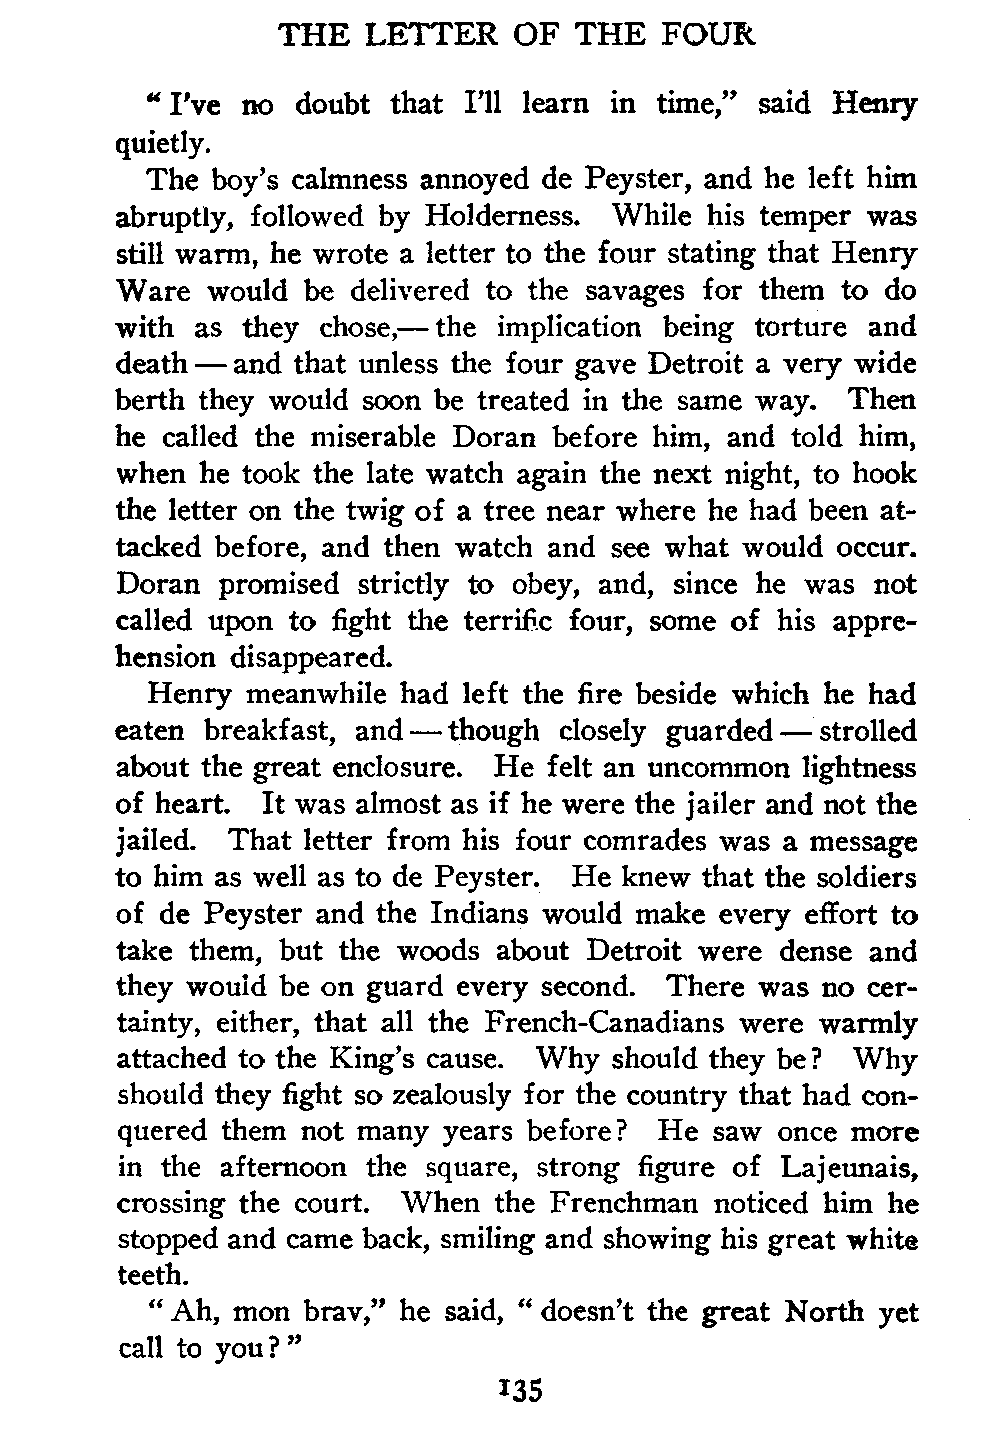 THE LETTER OF THE FOUR
“ I've no doubt that I'll learn in time,” said Henry
quietly.
The boy's calmness annoyed de Peyster, and he left him
abruptly, followed by Holderness. While his temper was
still warm, he wrote a letter to the four stating that Henry
Ware would be delivered to the savages for them to do
with as they chose,— the implication being torture and
death — and that unless the four gave Detroit a very wide
berth they would soon be treated in the same way. Then
he called the miserable Doran before him, and told him,
when he took the late watch again the next night, to hook
the letter on the twig of a tree near where he had been at-
tacked before, and then watch and see what would occur.
Doran promised strictly to obey, and, since he was not
called upon to fight the terrific four, some of his appre-
hension disappeared.
Henry meanwhile had left the fire beside which he had
eaten breakfast, and — though closely guarded — strolled
about the great enclosure. He felt an uncommon lightness
of heart. It was almost as if he were the jailer and not the
jailed. That letter from his four comrades was a message
to him as well as to de Peyster. He knew that the soldiers
of de Peyster and the Indians would make every effort to
take them, but the woods about Detroit were dense and
they would be on guard every second. There was no cer-
tainty, either, that all the French-Canadians were warmly
attached to the King's cause. Why should they be? Why
should they fight so zealously for the country that had con-
quered them not many years before? He saw once more
in the afternoon the square, strong figure of Lajeunais,
crossing the court. When the Frenchman noticed him he
stopped and came back, smiling and showing his great white
teeth.
“ Ah, mon brav,” he said, “ doesn't the great North yet
call to you? ”
135